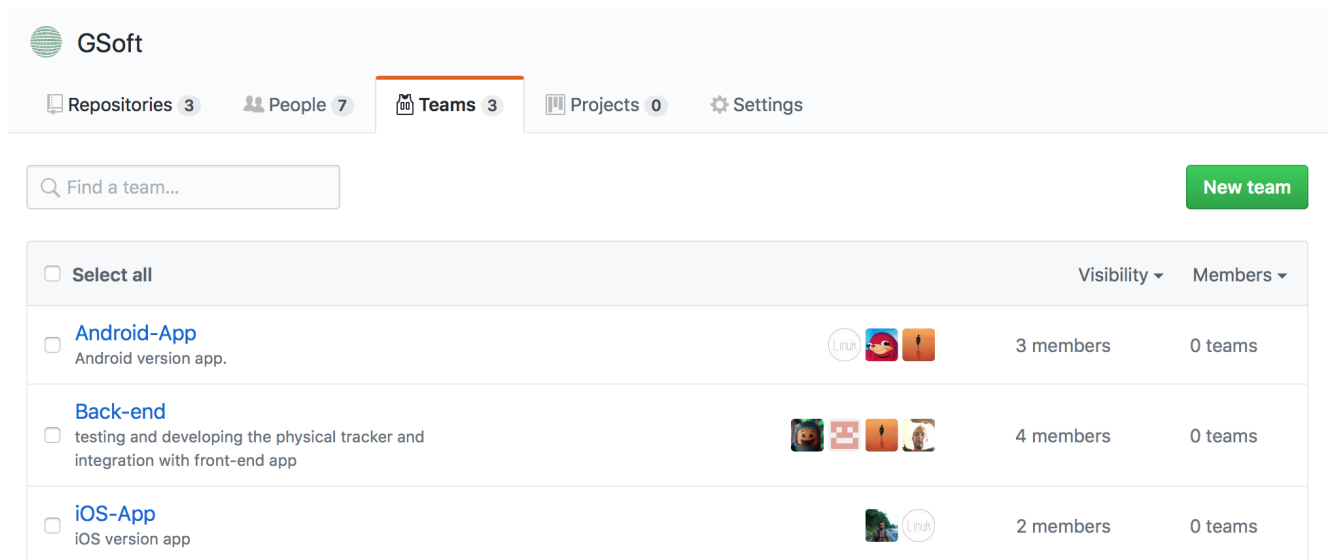 GSoft
Repositories 3 People 7 Teams 3 Projects 0 Settings
Find a team... New team
Select all Visibility Members
Android-App
Android version app.
Linuk 3 members 0 teams
Back-end
testing and developing the physical tracker and
integration with front-end app
4 members 0 teams
iOS-App
iOS version app
Linuk 2 members 0 teams